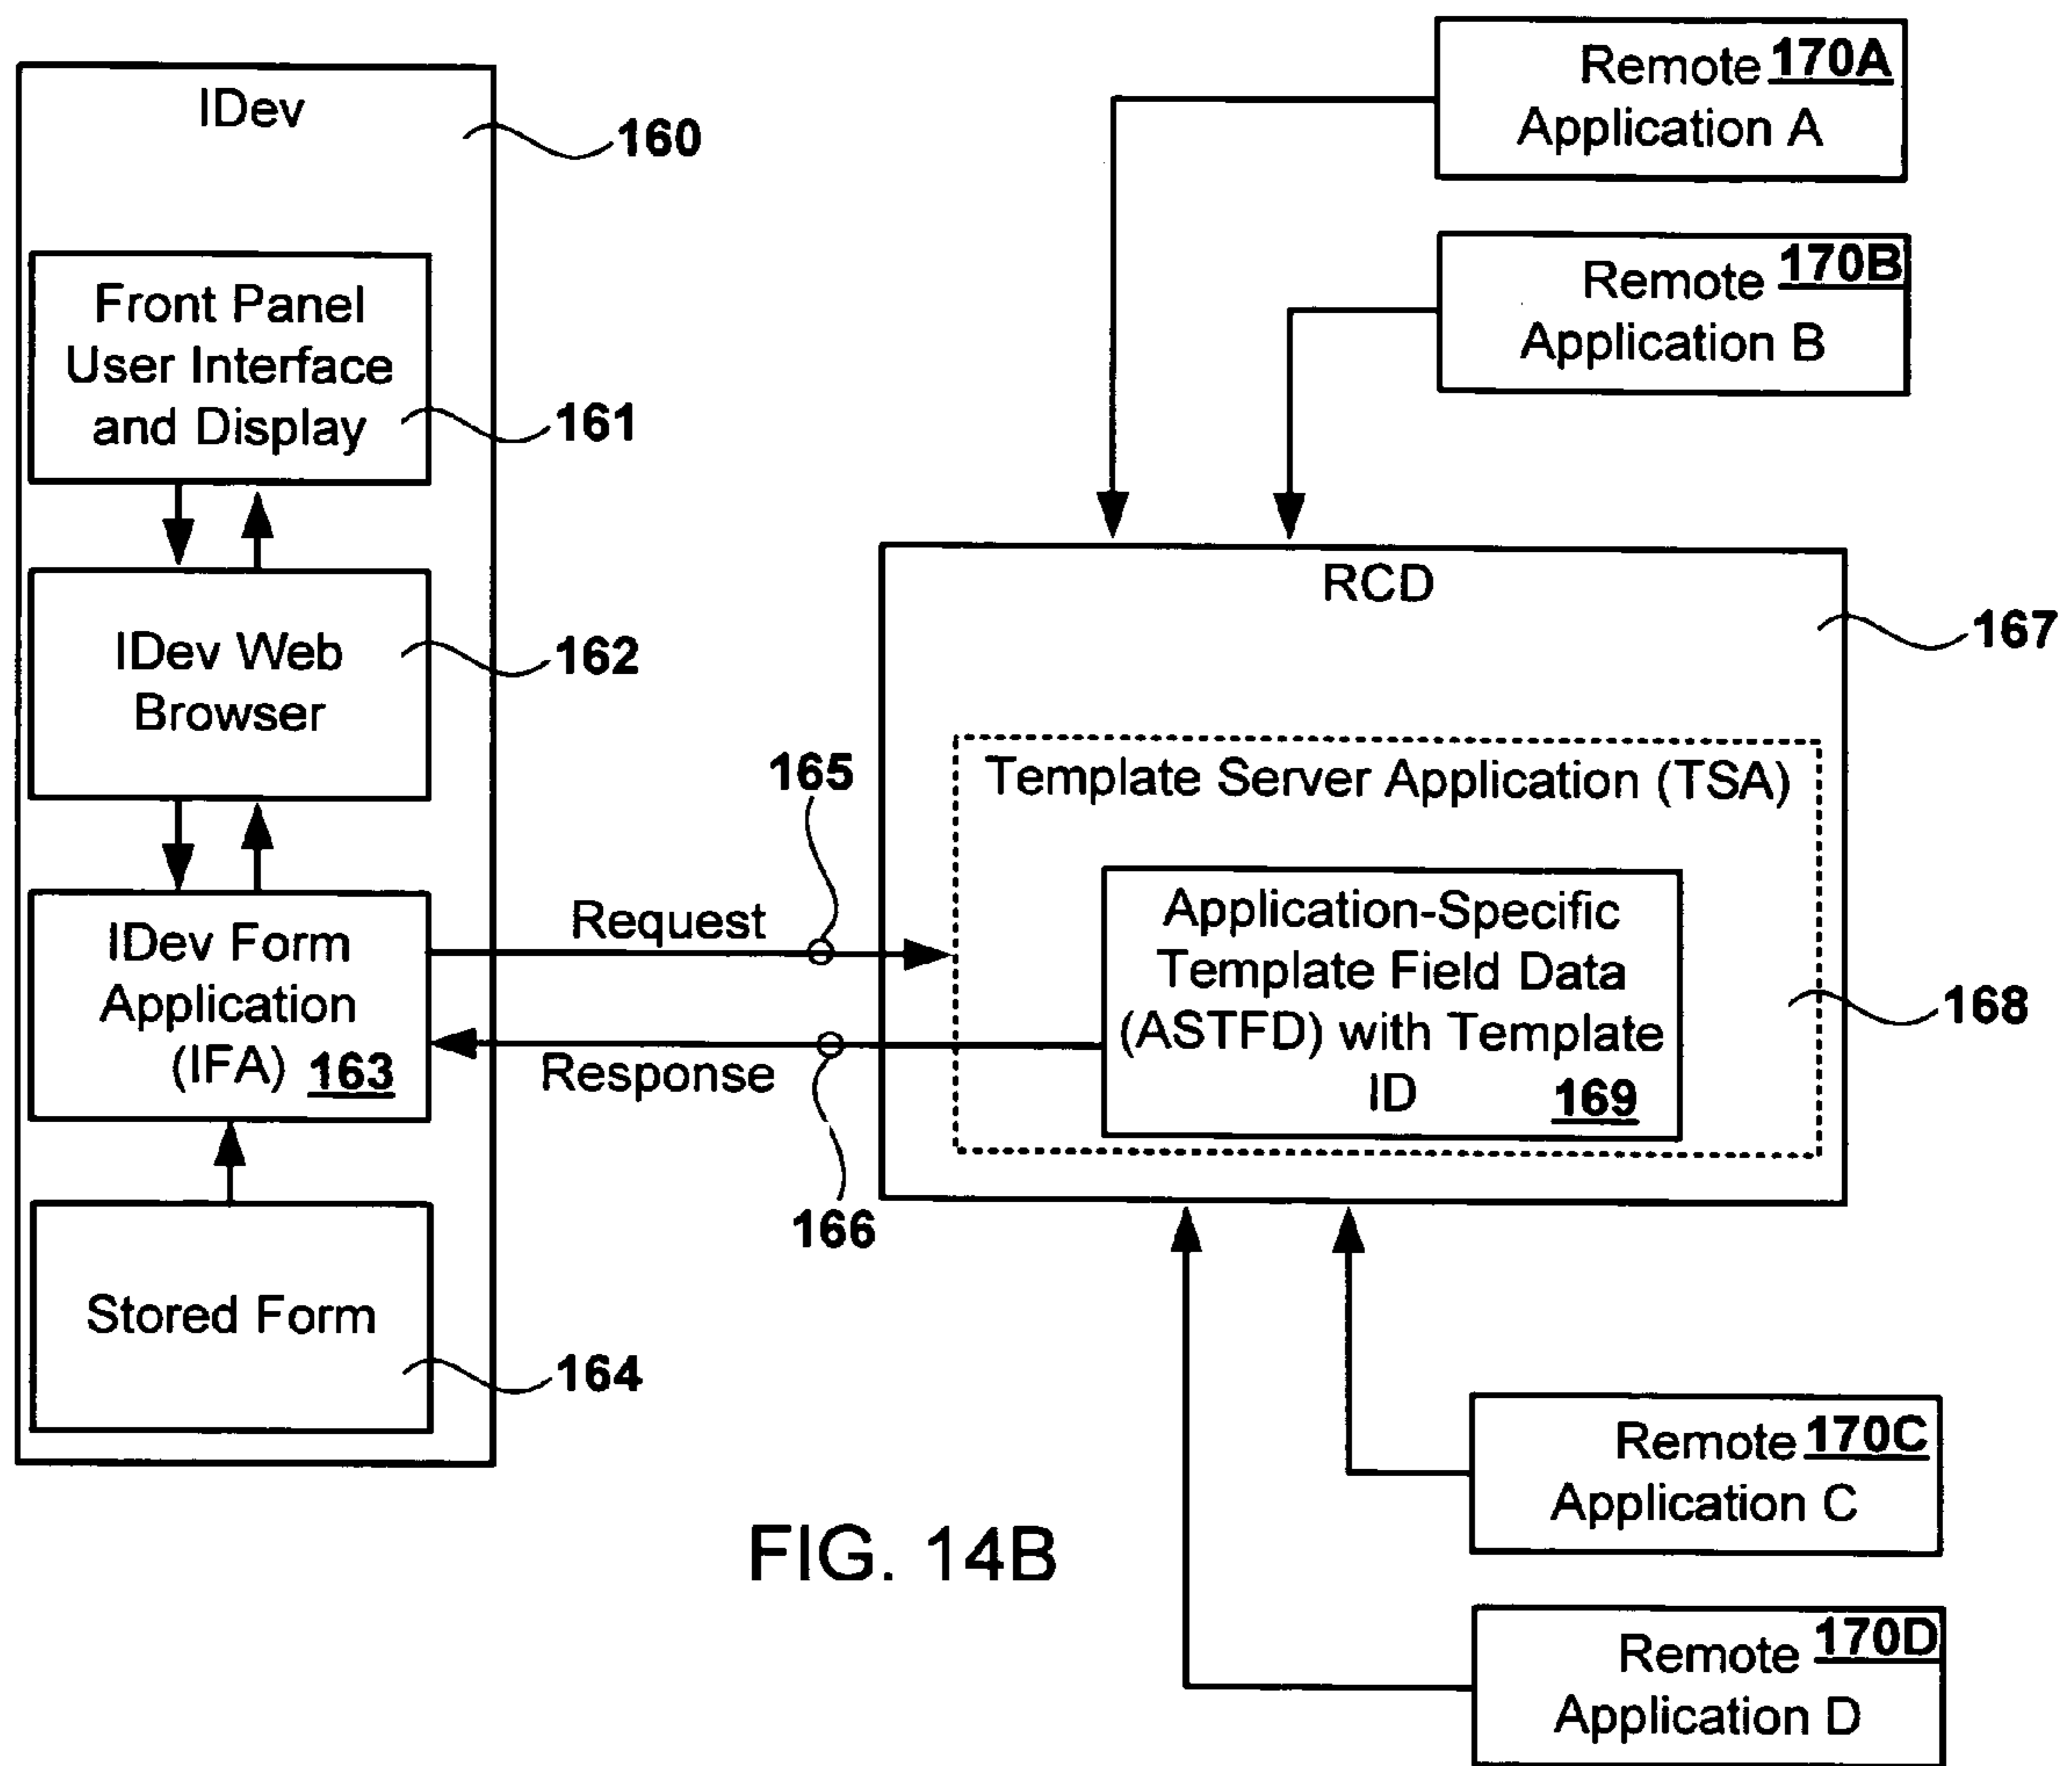 IDev
160
Front Panel
User Interface
and Display
161
IDev Web
Browser
162
IDev Form
Application
(IFA) 163
Stored Form
164
Request
165
Response
166
Remote 170A
Application A
Remote 170B
Application B
RCD
167
Template Server Application (TSA)
168
Application-Specific
Template Field Data
(ASTFD) with Template
ID 169
Remote 170C
Application C
Remote 170D
Application D
FIG. 14B